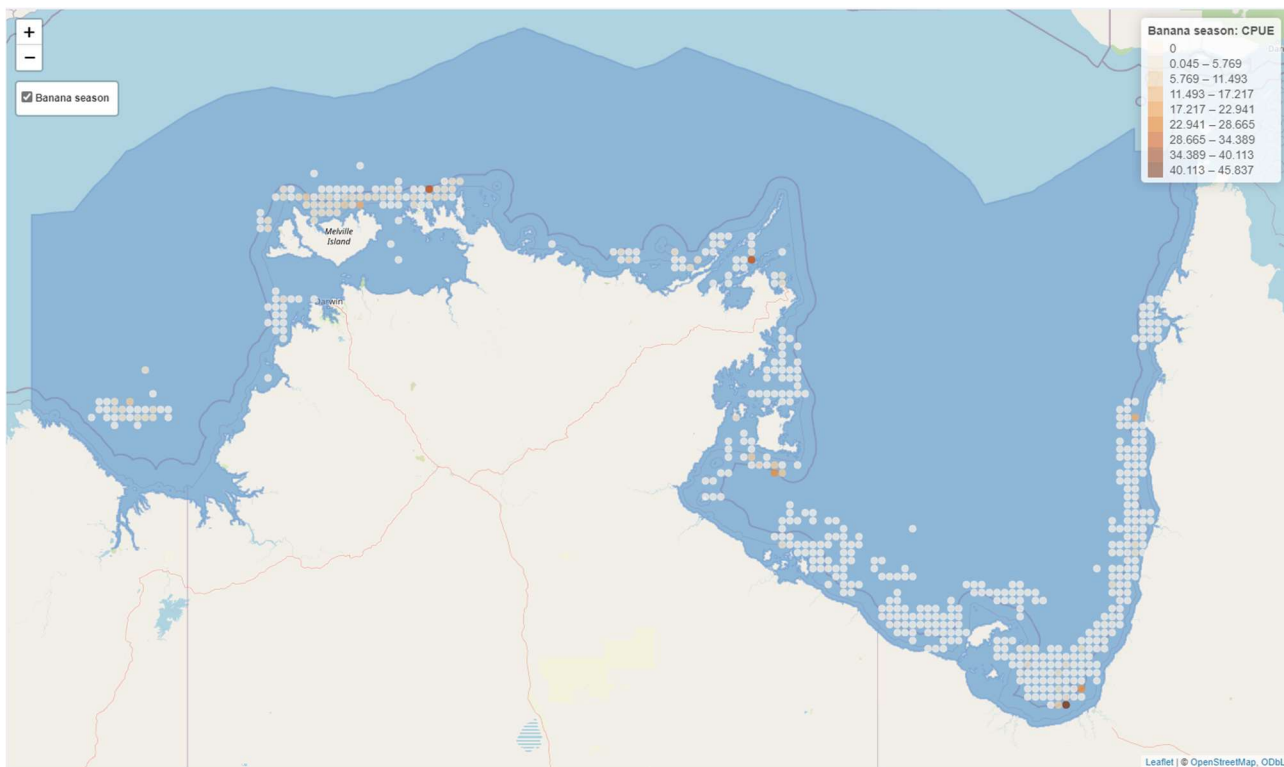 +
−
Banana season
Banana season: CPUE
0
0.045 – 5.769
5.769 – 11.493
11.493 – 17.217
17.217 – 22.941
22.941 – 28.665
28.665 – 34.389
34.389 – 40.113
40.113 – 45.837
Melville
Island
Leaflet | © OpenStreetMap, ODbL